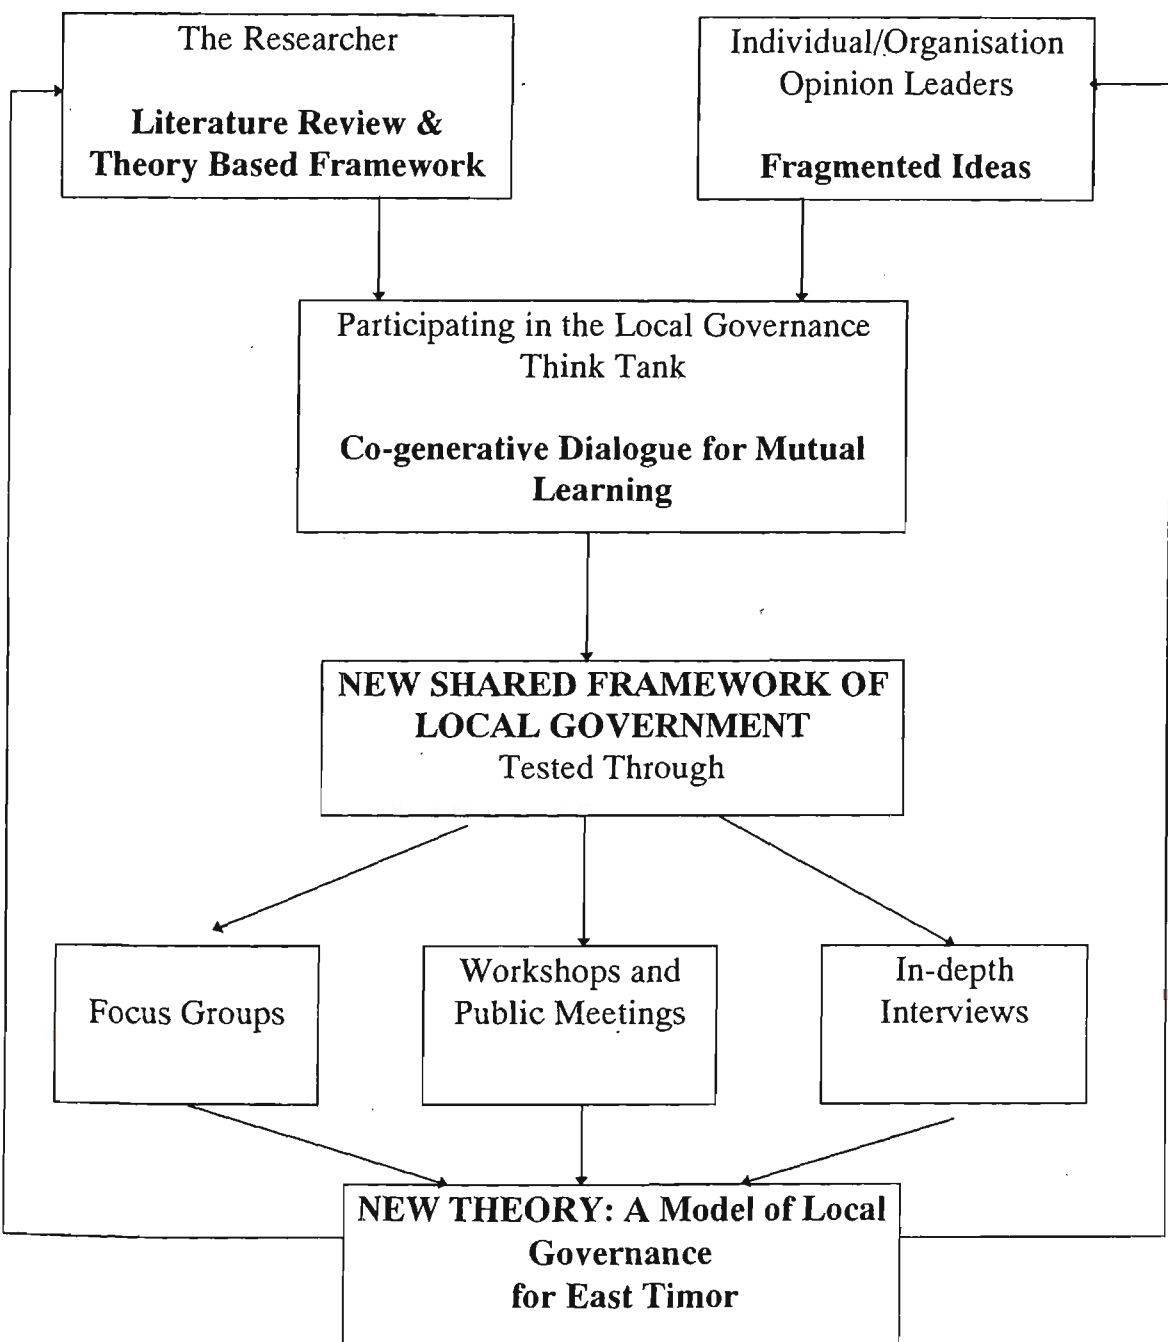 The Researcher
Literature Review &
Theory Based Framework
Individual/Organisation
Opinion Leaders
Fragmented Ideas
Participating in the Local Governance
Think Tank
Co-generative Dialogue for Mutual
Learning
NEW SHARED FRAMEWORK OF
LOCAL GOVERNMENT
Tested Through
Focus Groups
Workshops and
Public Meetings
In-depth
Interviews
NEW THEORY: A Model of Local
Governance
for East Timor